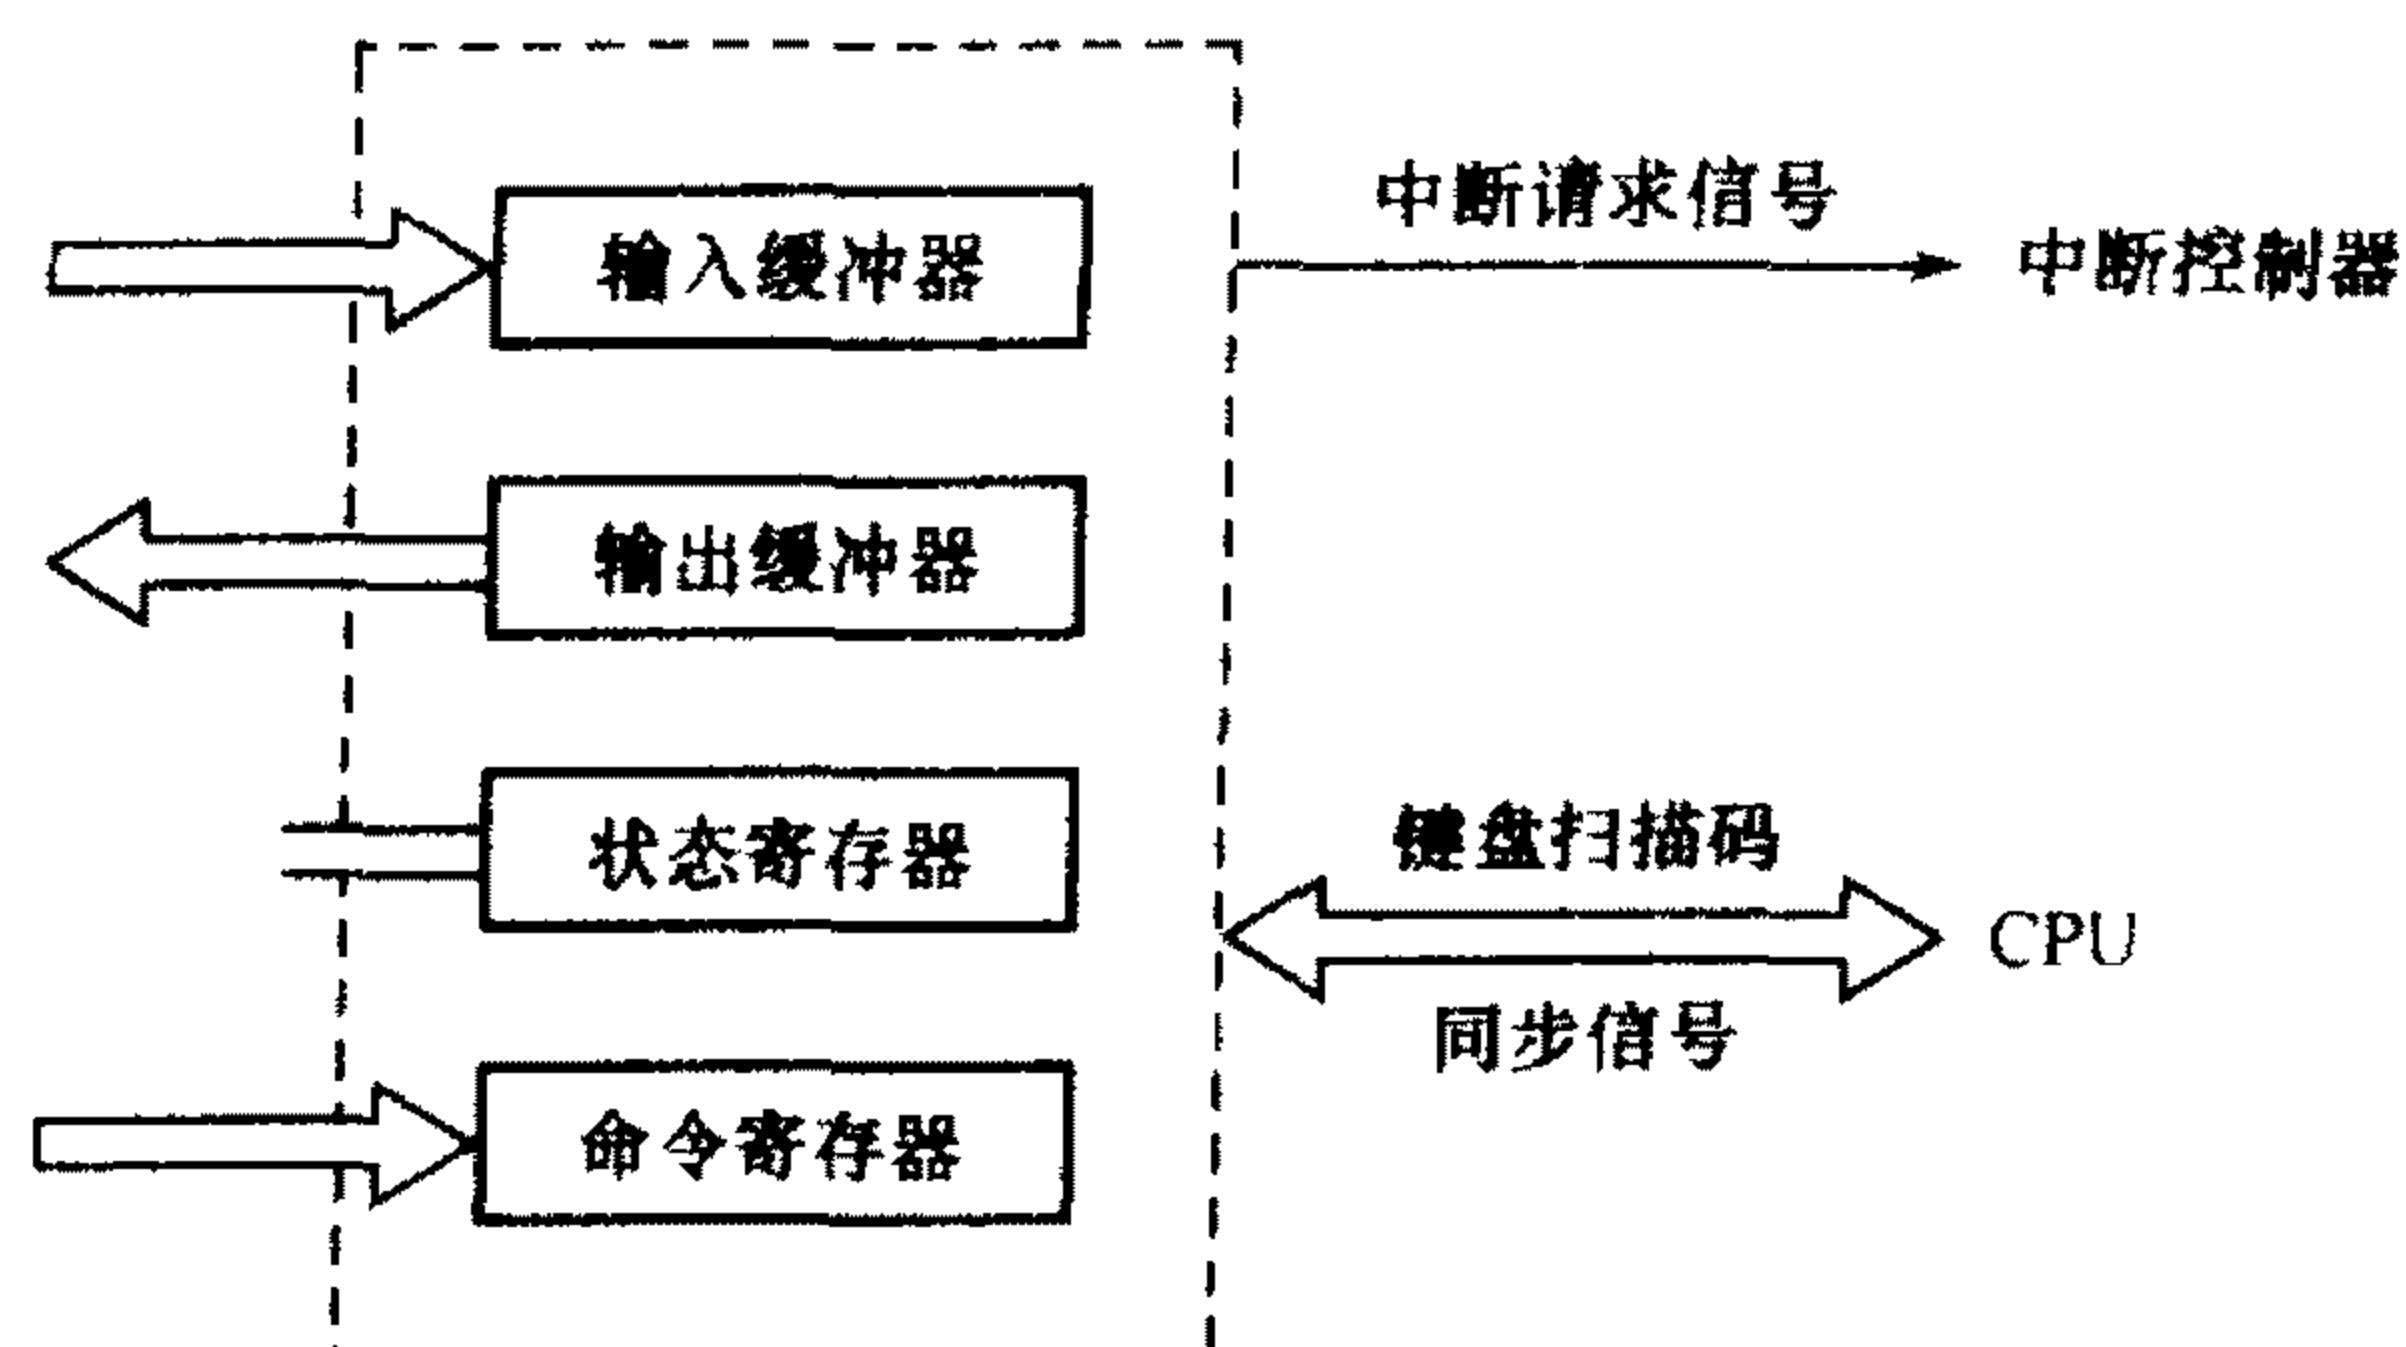 中断请求信号
输入缓冲器
中断控制器
输出缓冲器
状态寄存器
键盘扫描码
CPU
同步信号
命令寄存器